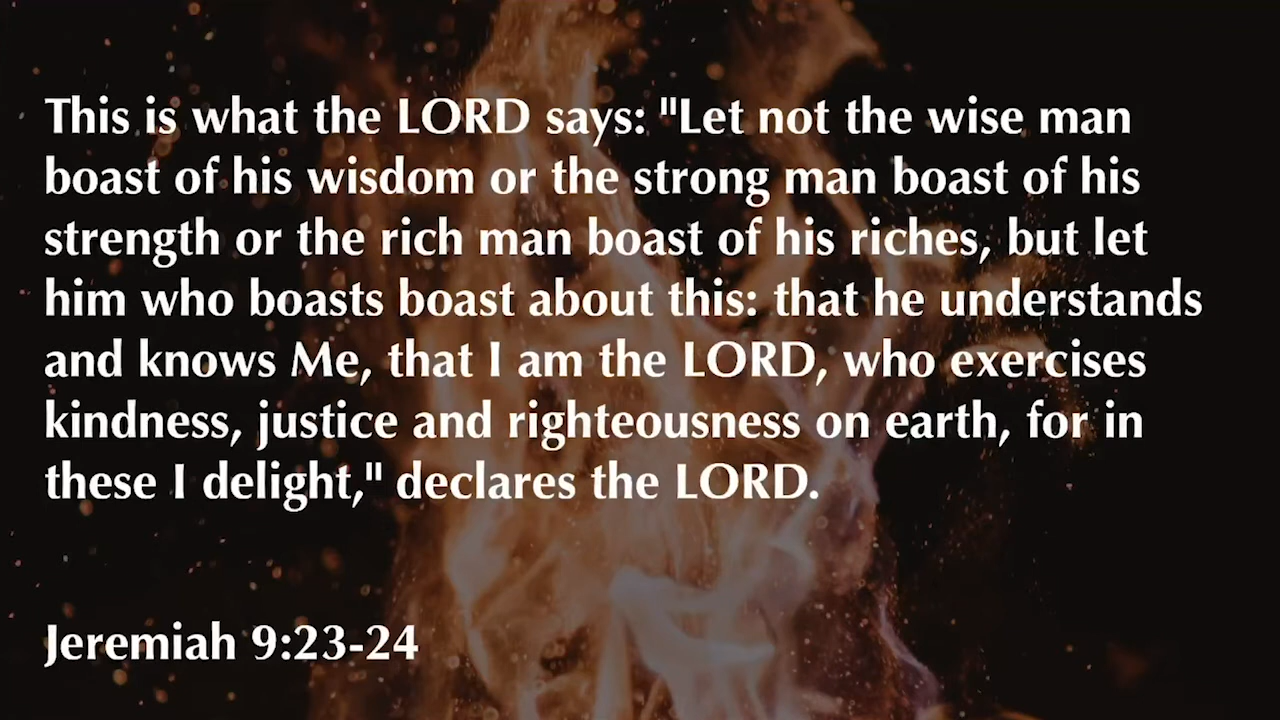 This is what the LORD says: "Let not the wise man
boast of his wisdom or the strong man boast of his
strength or the rich man boast of his riches, but let
him who boasts boast about this: that he understands
and knows Me, that I am the LORD, who exercises
kindness, justice and righteousness on earth, for in
these I delight," declares the LORD.
Jeremiah 9:23-24